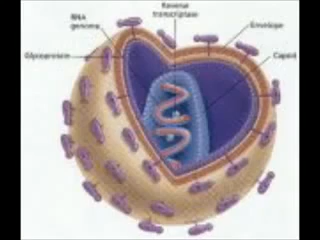 Reverse
transcriptase
RNA
genome
Envelope
Glycoprotein
Capsid